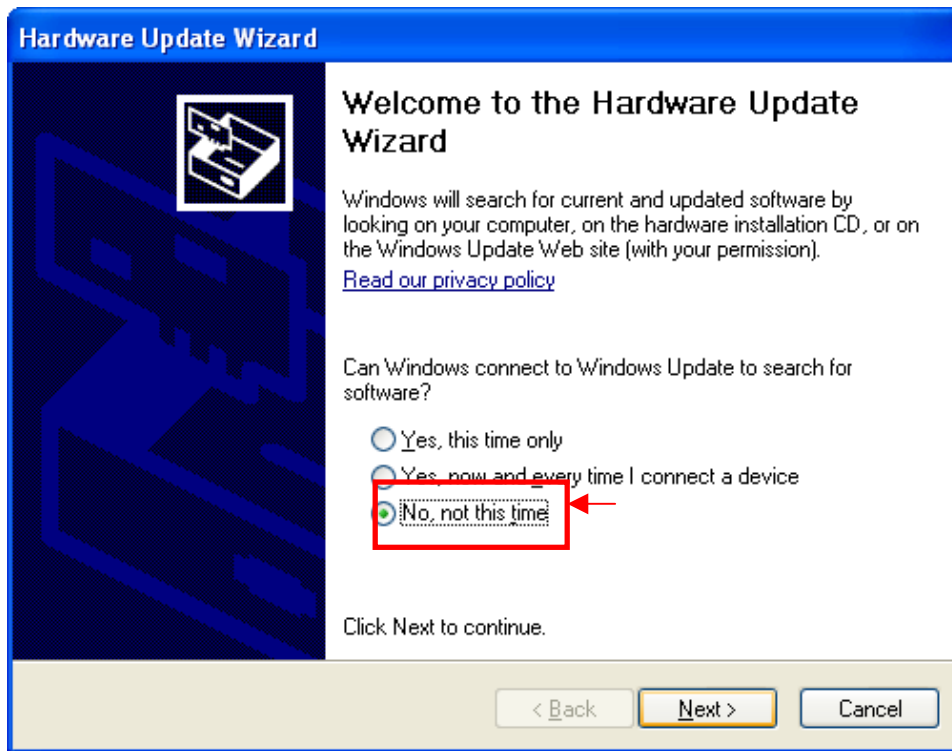 Hardware Update Wizard
Welcome to the Hardware Update
Wizard
Windows will search for current and updated software by
looking on your computer, on the hardware installation CD, or on
the Windows Update Web site (with your permission).
Read our privacy policy
Can Windows connect to Windows Update to search for
software?
Yes, this time only
Yes, now and every time I connect a device
No, not this time
Click Next to continue.
< Back
Next >
Cancel